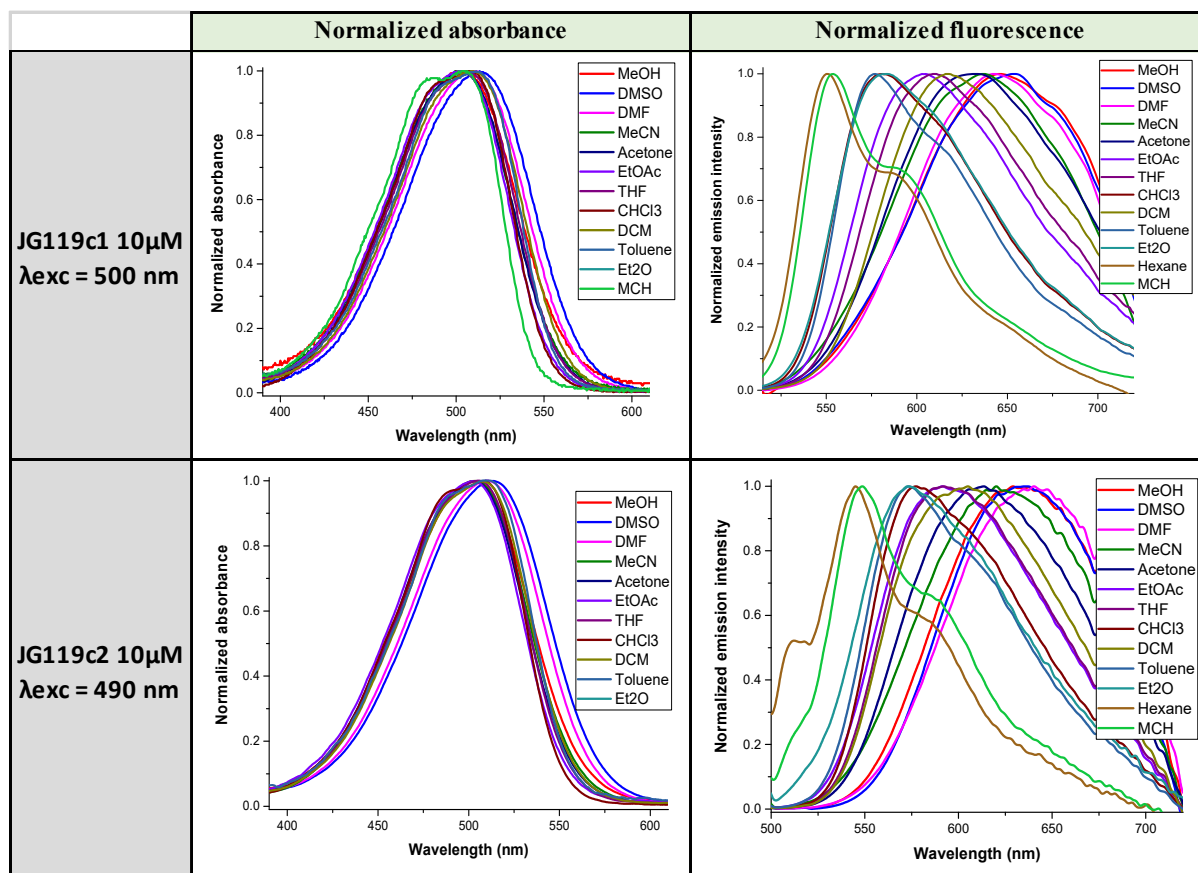 Normalized absorbance
Normalized fluorescence
JG119c1 10μM
λexc = 500 nm
Normalized absorbance
1.0
0.8
0.6
0.4
0.2
0.0
400
450
500
550
600
Wavelength (nm)
MeOH
DMSO
DMF
MeCN
Acetone
EtOAc
THF
CHCl3
DCM
Toluene
Et2O
MCH
Normalized emission intensity
1.0
0.8
0.6
0.4
0.2
0.0
550
600
650
700
Wavelength (nm)
MeOH
DMSO
DMF
MeCN
Acetone
EtOAc
THF
CHCl3
DCM
Toluene
Et2O
Hexane
MCH
JG119c2 10μM
λexc = 490 nm
Normalized absorbance
1.0
0.8
0.6
0.4
0.2
0.0
400
450
500
550
600
Wavelength (nm)
MeOH
DMSO
DMF
MeCN
Acetone
EtOAc
THF
CHCl3
DCM
Toluene
Et2O
Normalized emission intensity
1.0
0.8
0.6
0.4
0.2
0.0
500
550
600
650
700
Wavelength (nm)
MeOH
DMSO
DMF
MeCN
Acetone
EtOAc
THF
CHCl3
DCM
Toluene
Et2O
Hexane
MCH